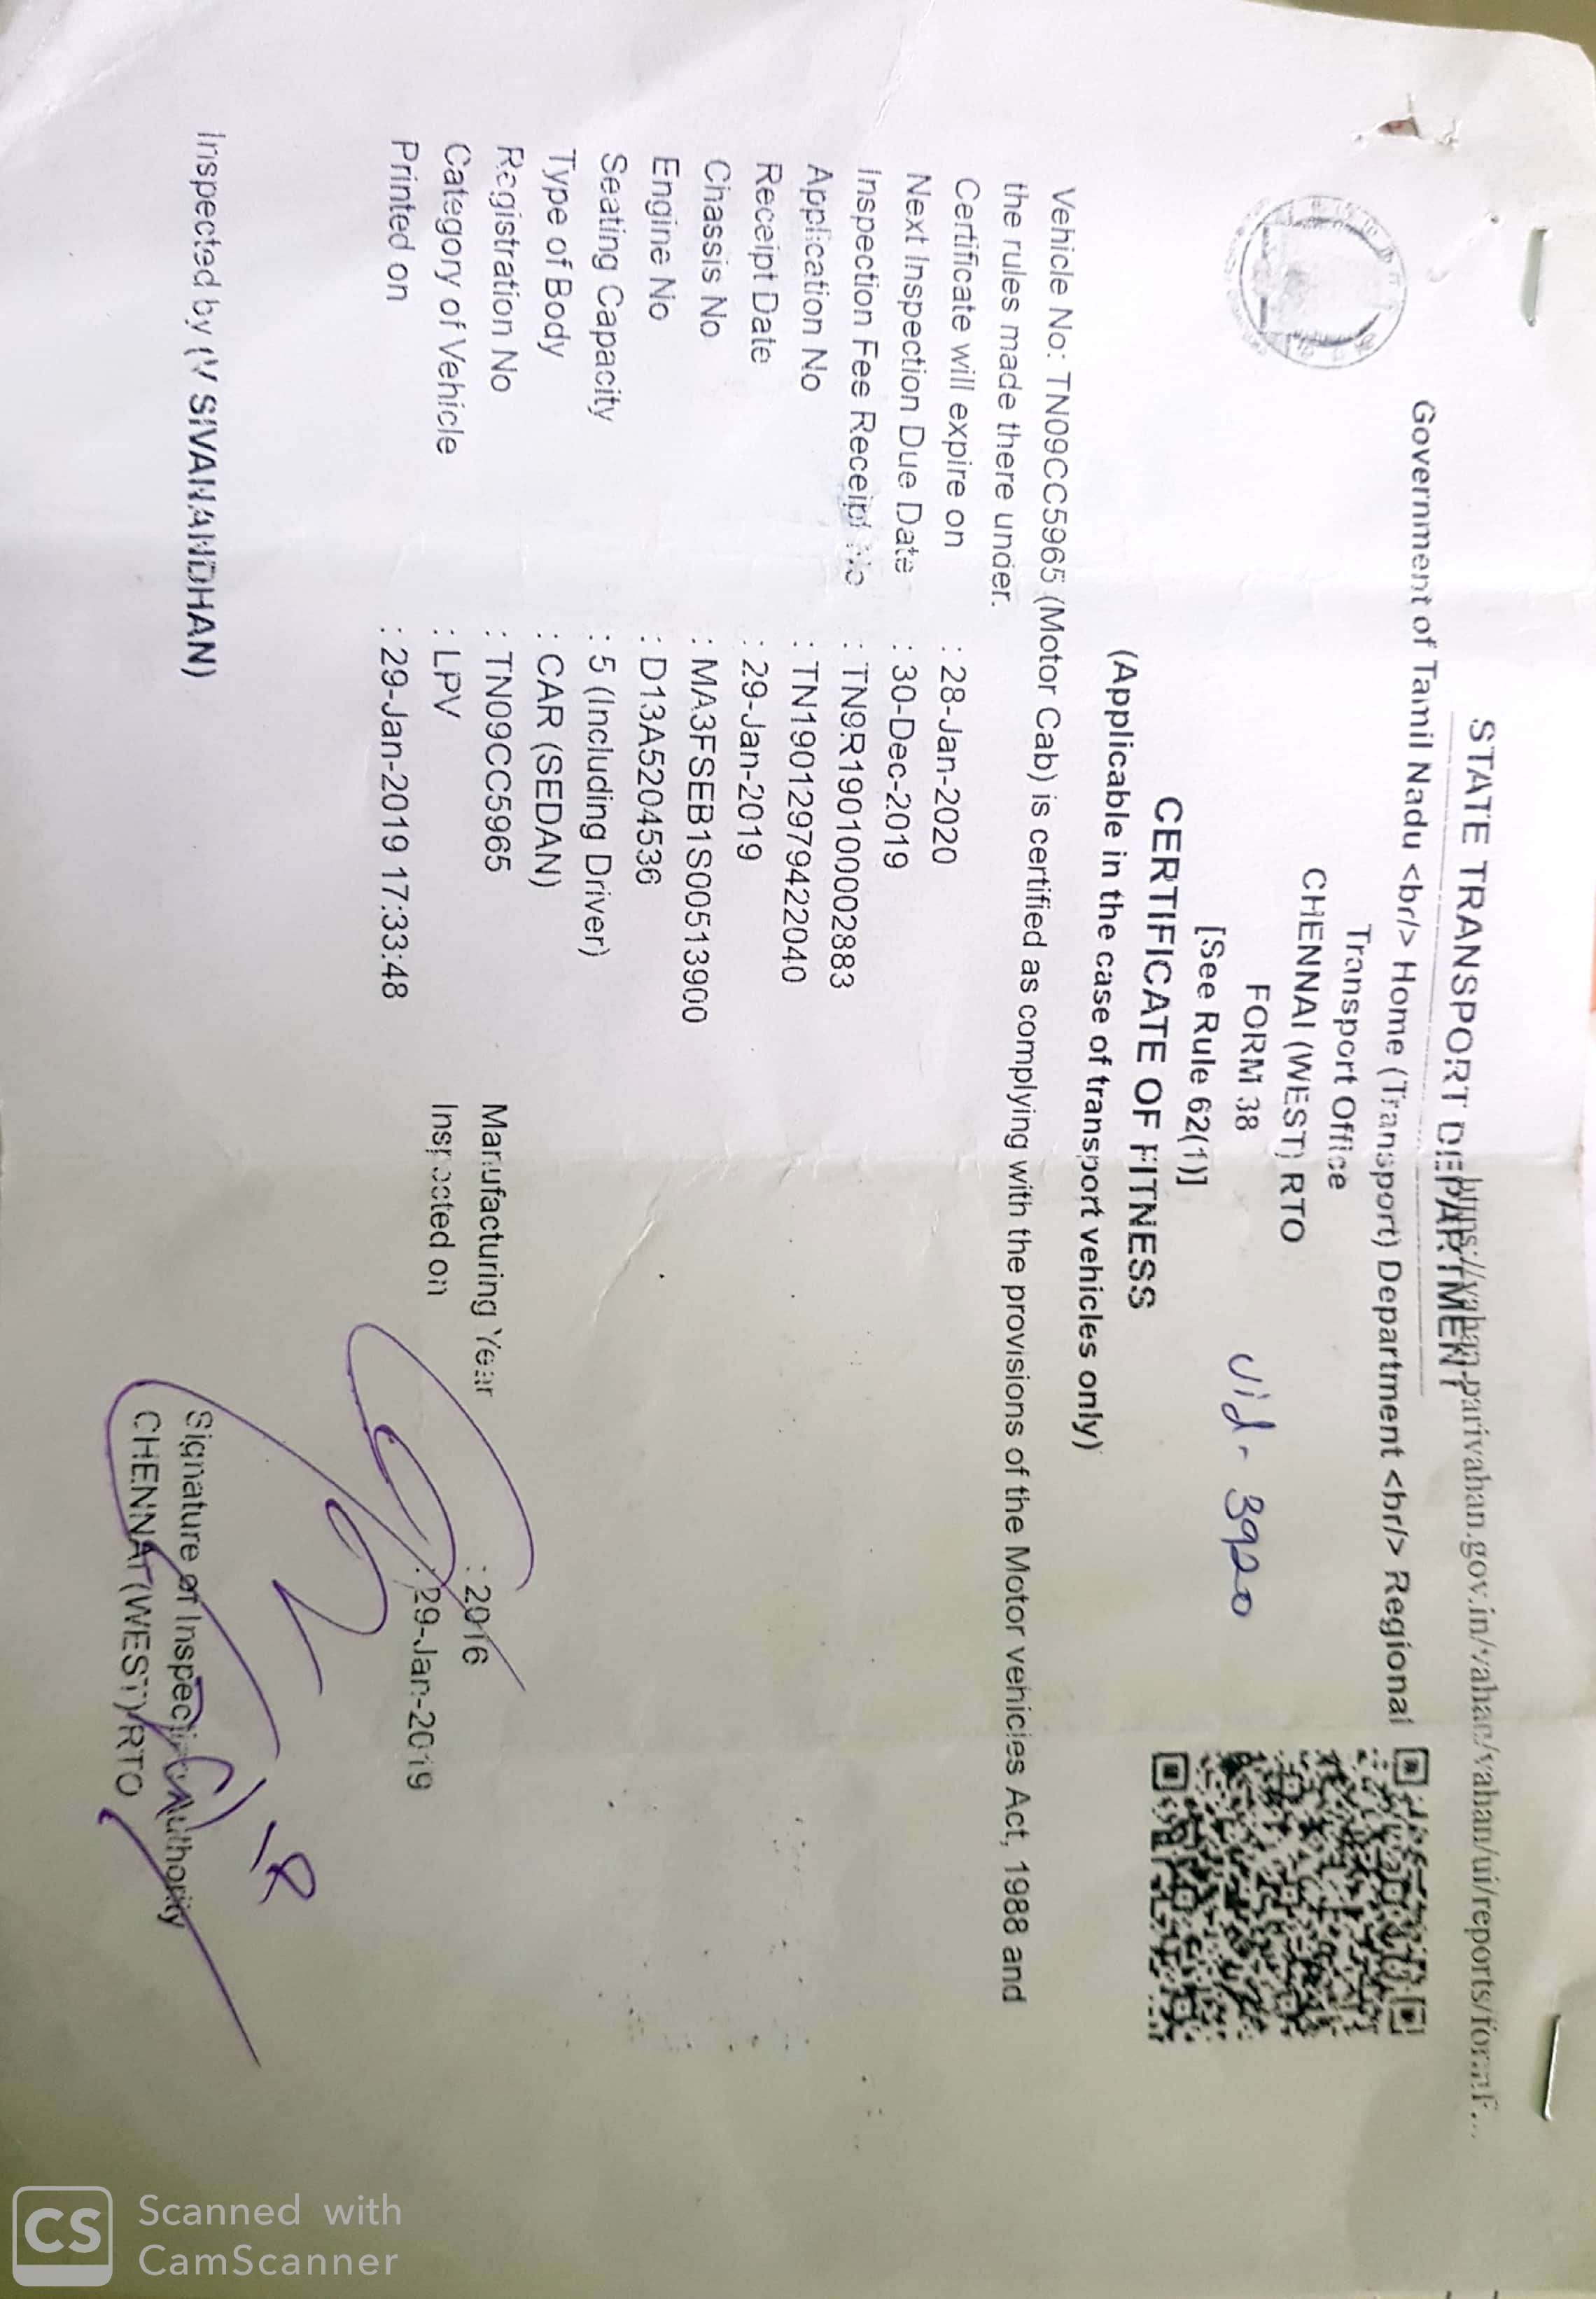 https://vahan.parivahan.gov.in/vahan/vahan/ui/reports/formF...
STATE TRANSPORT DEPARTMENT
Government of Tamil Nadu <br/> Home (Transport) Department <br/> Regional
Transport Office
CHENNAI (WEST) RTO
FORM 38
[See Rule 62(1)]
vid - 3920
CERTIFICATE OF FITNESS
(Applicable in the case of transport vehicles only)
Vehicle No: TN09CC5965 (Motor Cab) is certified as complying with the provisions of the Motor vehicles Act, 1988 and
the rules made there under.
Certificate will expire on : 28-Jan-2020
Next Inspection Due Date : 30-Dec-2019
Inspection Fee Receipt No : TN9R190100002883
Application No : TN19012979422040
Receipt Date : 29-Jan-2019
Chassis No : MA3FSEB1S00513900
Engine No : D13A5204536
Seating Capacity : 5 (Including Driver)
Type of Body : CAR (SEDAN)
Registration No : TN09CC5965 Manufacturing Year : 2016
Category of Vehicle : LPV Inspected on : 29-Jan-2019
Printed on : 29-Jan-2019 17:33:48
Inspected by (V SIVANANDHAN)
Signature of Inspection Authority
CHENNAI (WEST) RTO
CS Scanned with
CamScanner